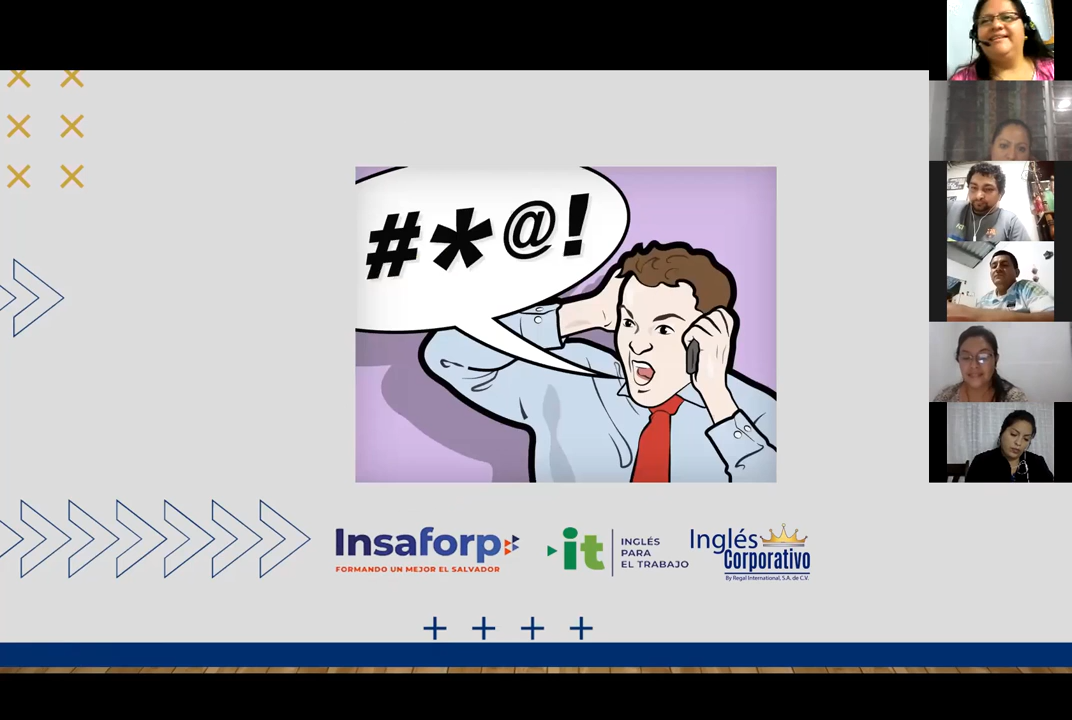 #*@!
Insaforp
FORMANDO UN MEJOR EL SALVADOR
it
INGLÉS
PARA
EL TRABAJO
Inglés
Corporativo
By Regal International, S.A. de C.V.